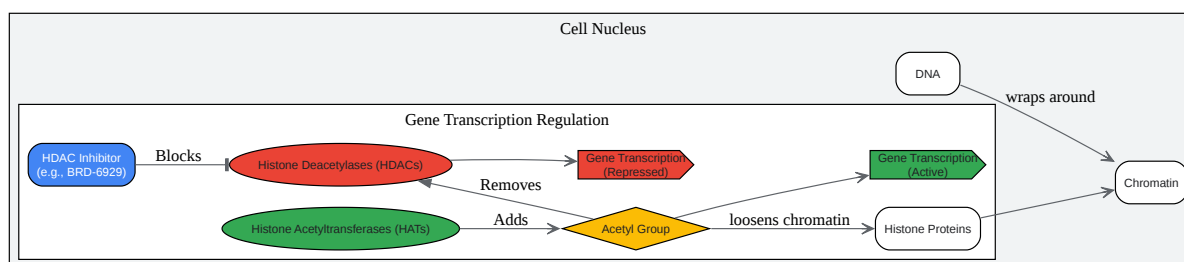 Cell Nucleus
DNA
wraps around
Gene Transcription Regulation
HDAC Inhibitor
(e.g., BRD-6929)
Blocks
Histone Deacetylases (HDACs)
Gene Transcription
(Repressed)
Gene Transcription
(Active)
Chromatin
Removes
Histone Acetyltransferases (HATs)
Adds
Acetyl Group
loosens chromatin
Histone Proteins